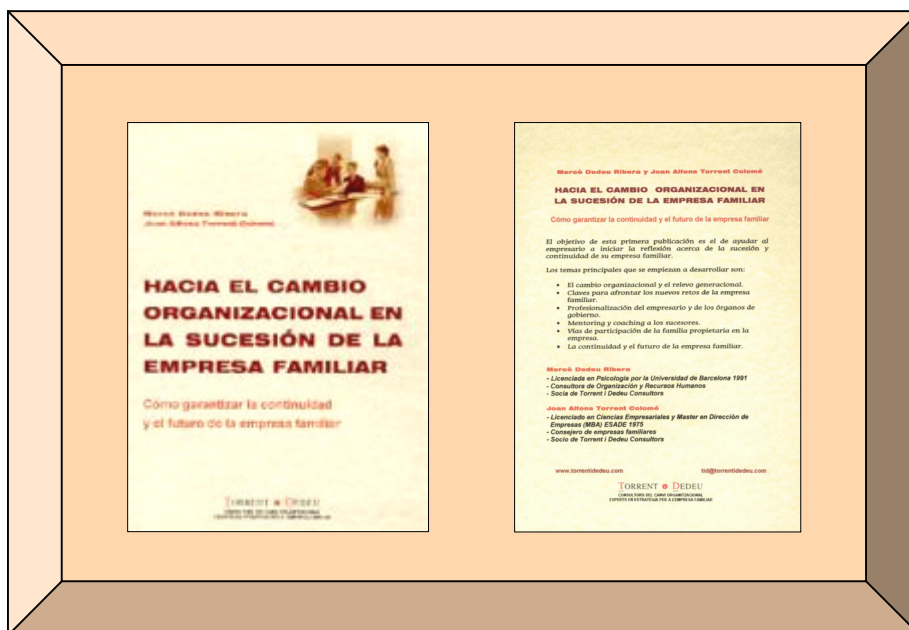 Mercè Dedeu Ribera
Joan Alfons Torrent Colomé
HACIA EL CAMBIO
ORGANIZACIONAL EN
LA SUCESIÓN DE LA
EMPRESA FAMILIAR
Cómo garantizar la continuidad
y el futuro de la empresa familiar
TORRENT DEDEU
Mercè Dedeu Ribera y Joan Alfons Torrent Colomé
HACIA EL CAMBIO ORGANIZACIONAL EN
LA SUCESIÓN DE LA EMPRESA FAMILIAR
Cómo garantizar la continuidad y el futuro de la empresa familiar
El objetivo de esta primera publicación es el de ayudar al
empresario a iniciar la reflexión acerca de la sucesión y
continuidad de su empresa familiar.
Los temas principales que se empiezan a desarrollar son:
• El cambio organizacional y el relevo generacional.
• Claves para afrontar los nuevos retos de la empresa
familiar.
• Profesionalización del empresario y de los órganos de
gobierno.
• Mentoring y coaching a los sucesores.
• Vías de participación de la familia propietaria en la
empresa.
• La continuidad y el futuro de la empresa familiar.
Mercè Dedeu Ribera
- Licenciada en Psicología por la Universidad de Barcelona 1991
- Consultora de Organización y Recursos Humanos
- Socia de Torrent i Dedeu Consultors
Joan Alfons Torrent Colomé
- Licenciado en Ciencias Empresariales y Master en Dirección de
Empresas (MBA) ESADE 1975
- Consejero de empresas familiares
- Socio de Torrent i Dedeu Consultors
www.torrentidedeu.com tid@torrentidedeu.com
TORRENT DEDEU
CONSULTORS DEL CANVI ORGANITZACIONAL
EXPERTS EN ESTRATÈGIA PER A L'EMPRESA FAMILIAR